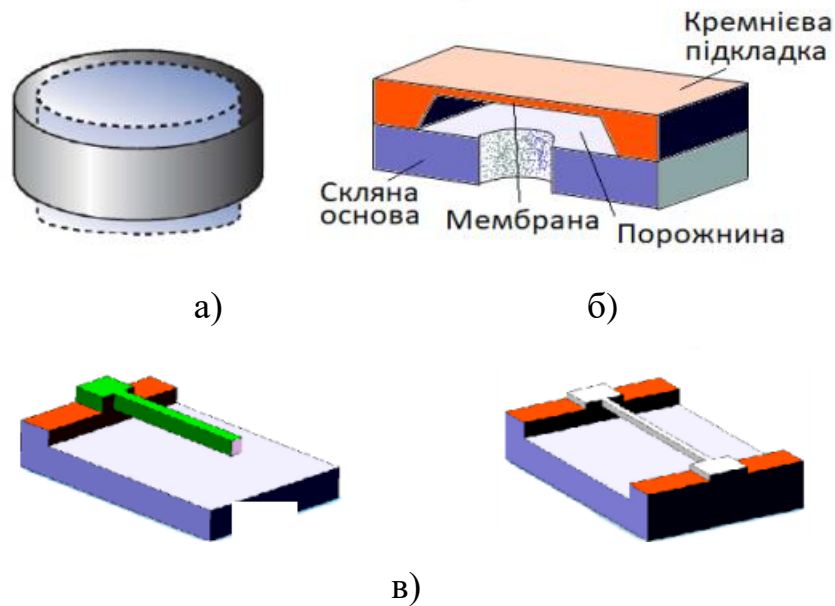 Кремнієва
підкладка
Скляна
основа
Мембрана
Порожнина
а)
б)
в)